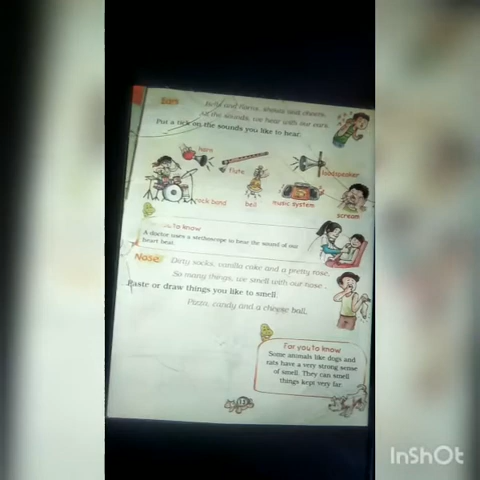 Ears
Bells and horns, shouts and cheers,
All the sounds, we hear with our ears.
Put a tick on the sounds you like to hear.
horn
flute
loudspeaker
rock band
bell
music system
scream
to know
A doctor uses a stethoscope to hear the sound of our
heart beat.
Nose
Dirty socks, vanilla cake and a pretty rose,
So many things, we smell with our nose.
Paste or draw things you like to smell.
Pizza, candy and a cheese ball,
For you to know
Some animals like dogs and
rats have a very strong sense
of smell. They can smell
things kept very far
InShOt